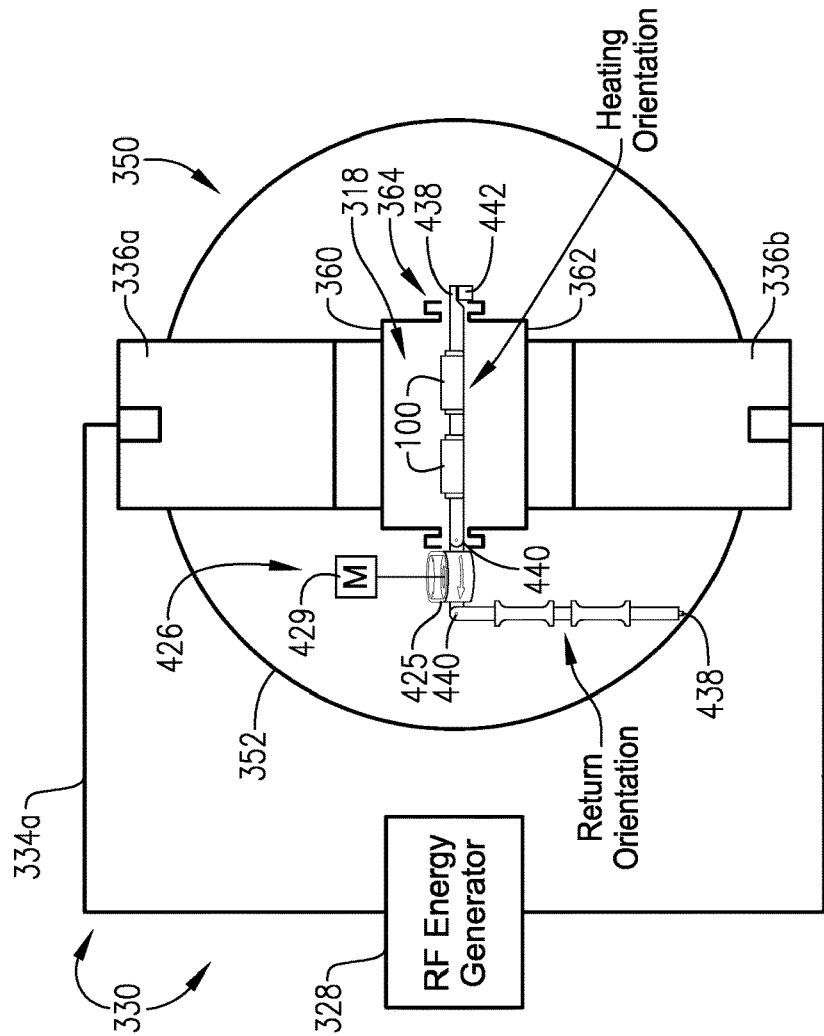 350
336a
318
364
360
438
442
Heating
Orientation
362
336b
100
426
M
429
425
440
440
438
352
Return
Orientation
334a
RF Energy
Generator
328
330